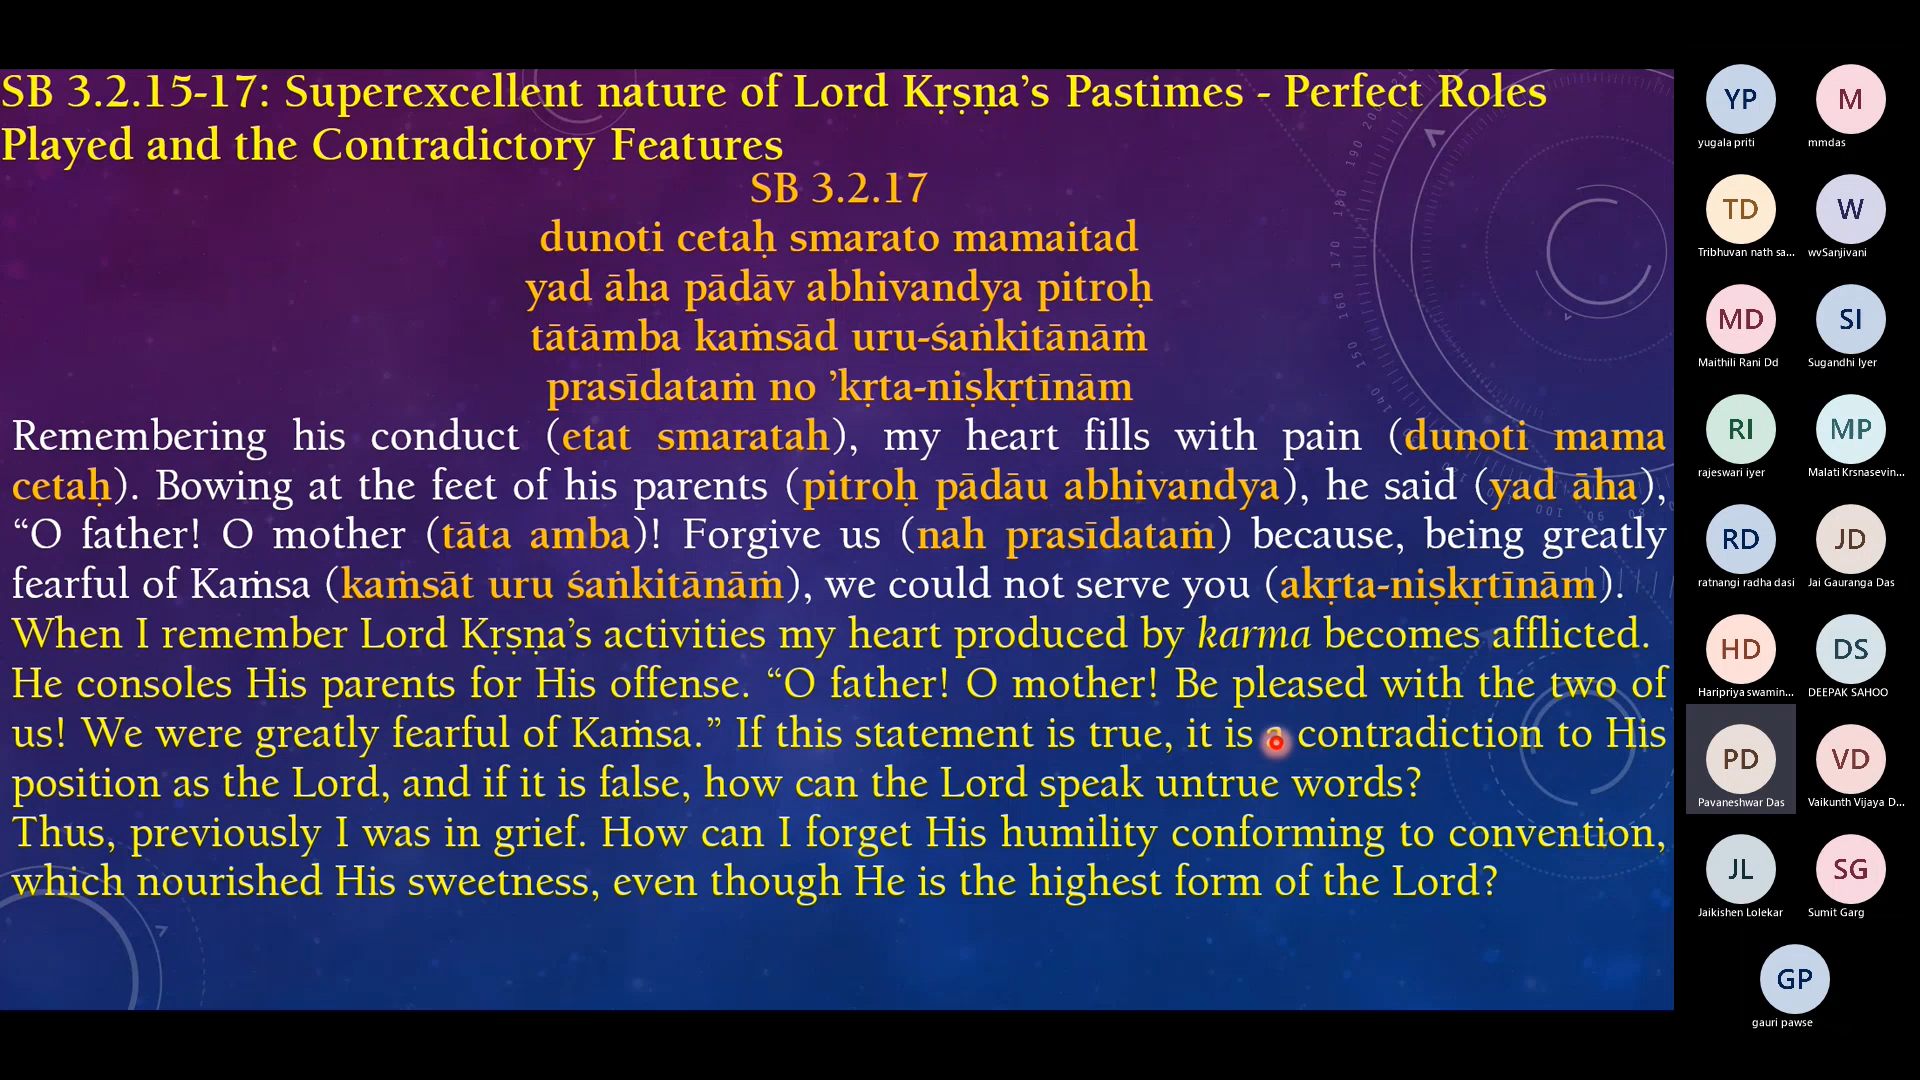 SB 3.2.15-17: Superexcellent nature of Lord Kṛṣṇa’s Pastimes - Perfect Roles
Played and the Contradictory Features
SB 3.2.17
dunoti cetaḥ smarato mamaitad
yad āha pādāv abhivandya pitroḥ
tātāmba kaṁsād uru-śaṅkitānāṁ
prasīdataṁ no ’kṛta-niṣkṛtīnām
Remembering his conduct (etat smaratah), my heart fills with pain (dunoti mama
cetaḥ). Bowing at the feet of his parents (pitroḥ pādāu abhivandya), he said (yad āha),
“O father! O mother (tāta amba)! Forgive us (nah prasīdataṁ) because, being greatly
fearful of Kaṁsa (kaṁsāt uru śaṅkitānāṁ), we could not serve you (akṛta-niṣkṛtīnām).
When I remember Lord Kṛṣṇa’s activities my heart produced by karma becomes afflicted.
He consoles His parents for His offense. “O father! O mother! Be pleased with the two of
us! We were greatly fearful of Kaṁsa.” If this statement is true, it is a contradiction to His
position as the Lord, and if it is false, how can the Lord speak untrue words?
Thus, previously I was in grief. How can I forget His humility conforming to convention,
which nourished His sweetness, even though He is the highest form of the Lord?
YP
yugala priti
M
mmdas
TD
Tribhuvan nath sa...
W
wvSanjivani
MD
Maithili Rani Dd
SI
Sugandhi Iyer
RI
rajeswari iyer
MP
Malati Krsnasevin...
RD
ratnangi radha dasi
JD
Jai Gauranga Das
HD
Haripriya swamin...
DS
DEEPAK SAHOO
PD
Pavaneshwar Das
VD
Vaikunth Vijaya D...
JL
Jaikishen Lolekar
SG
Sumit Garg
GP
gauri pawse